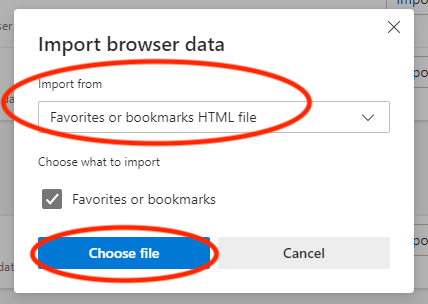 Import browser data
Import from
Favorites or bookmarks HTML file
Choose what to import
Favorites or bookmarks
Choose file
Cancel